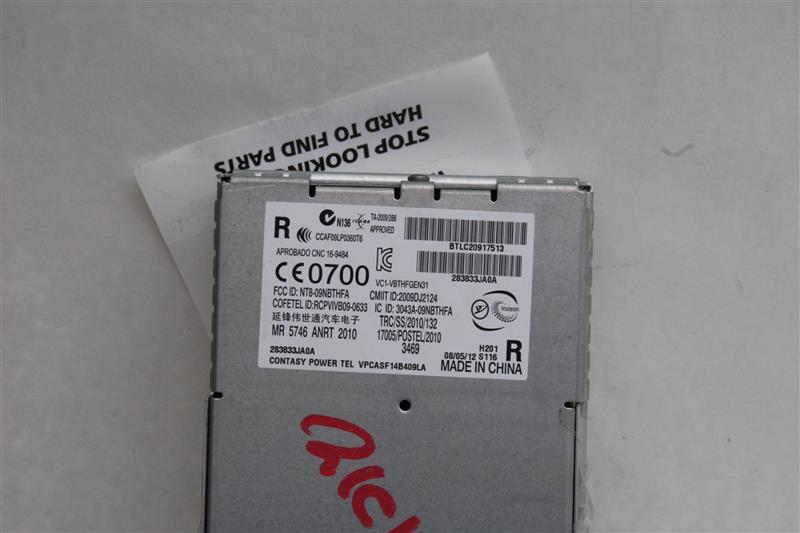 STOP LOOKING
HARD TO FIND PARTS
R
N136
TA-2009/288
APPROVED
CCAF09LP0360T6
BTLC20917513
APROBADO CNC 16-9484
283833JA0A
CE0700
VC1-VBTHFGEN31
FCC ID: NT8-09NBTHFA
CMIIT ID:2009DJ2124
COFETEL ID:RCPVIVB09-0633
IC ID: 3043A-09NBTHFA
Visteon
延锋伟世通汽车电子
TRC/SS/2010/132
MR 5746 ANRT 2010
17005/POSTEL/2010
3469
H201
R
283833JA0A
08/05/12 S116
CONTASY POWER TEL VPCASF14B409LA
MADE IN CHINA